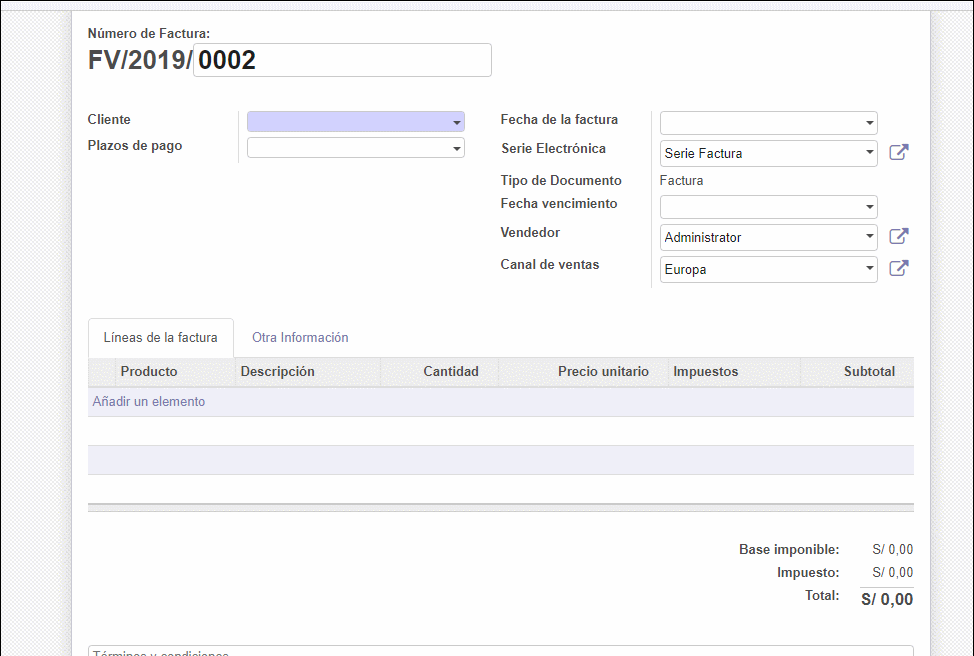 Número de Factura:
FV/2019/ 0002
Cliente
Plazos de pago
Fecha de la factura
Serie Electrónica Serie Factura
Tipo de Documento Factura
Fecha vencimiento
Vendedor Administrator
Canal de ventas Europa
Líneas de la factura Otra Información
Producto Descripción Cantidad Precio unitario Impuestos Subtotal
Añadir un elemento
Base imponible: S/ 0,00
Impuesto: S/ 0,00
Total: S/ 0,00
Términos y condiciones